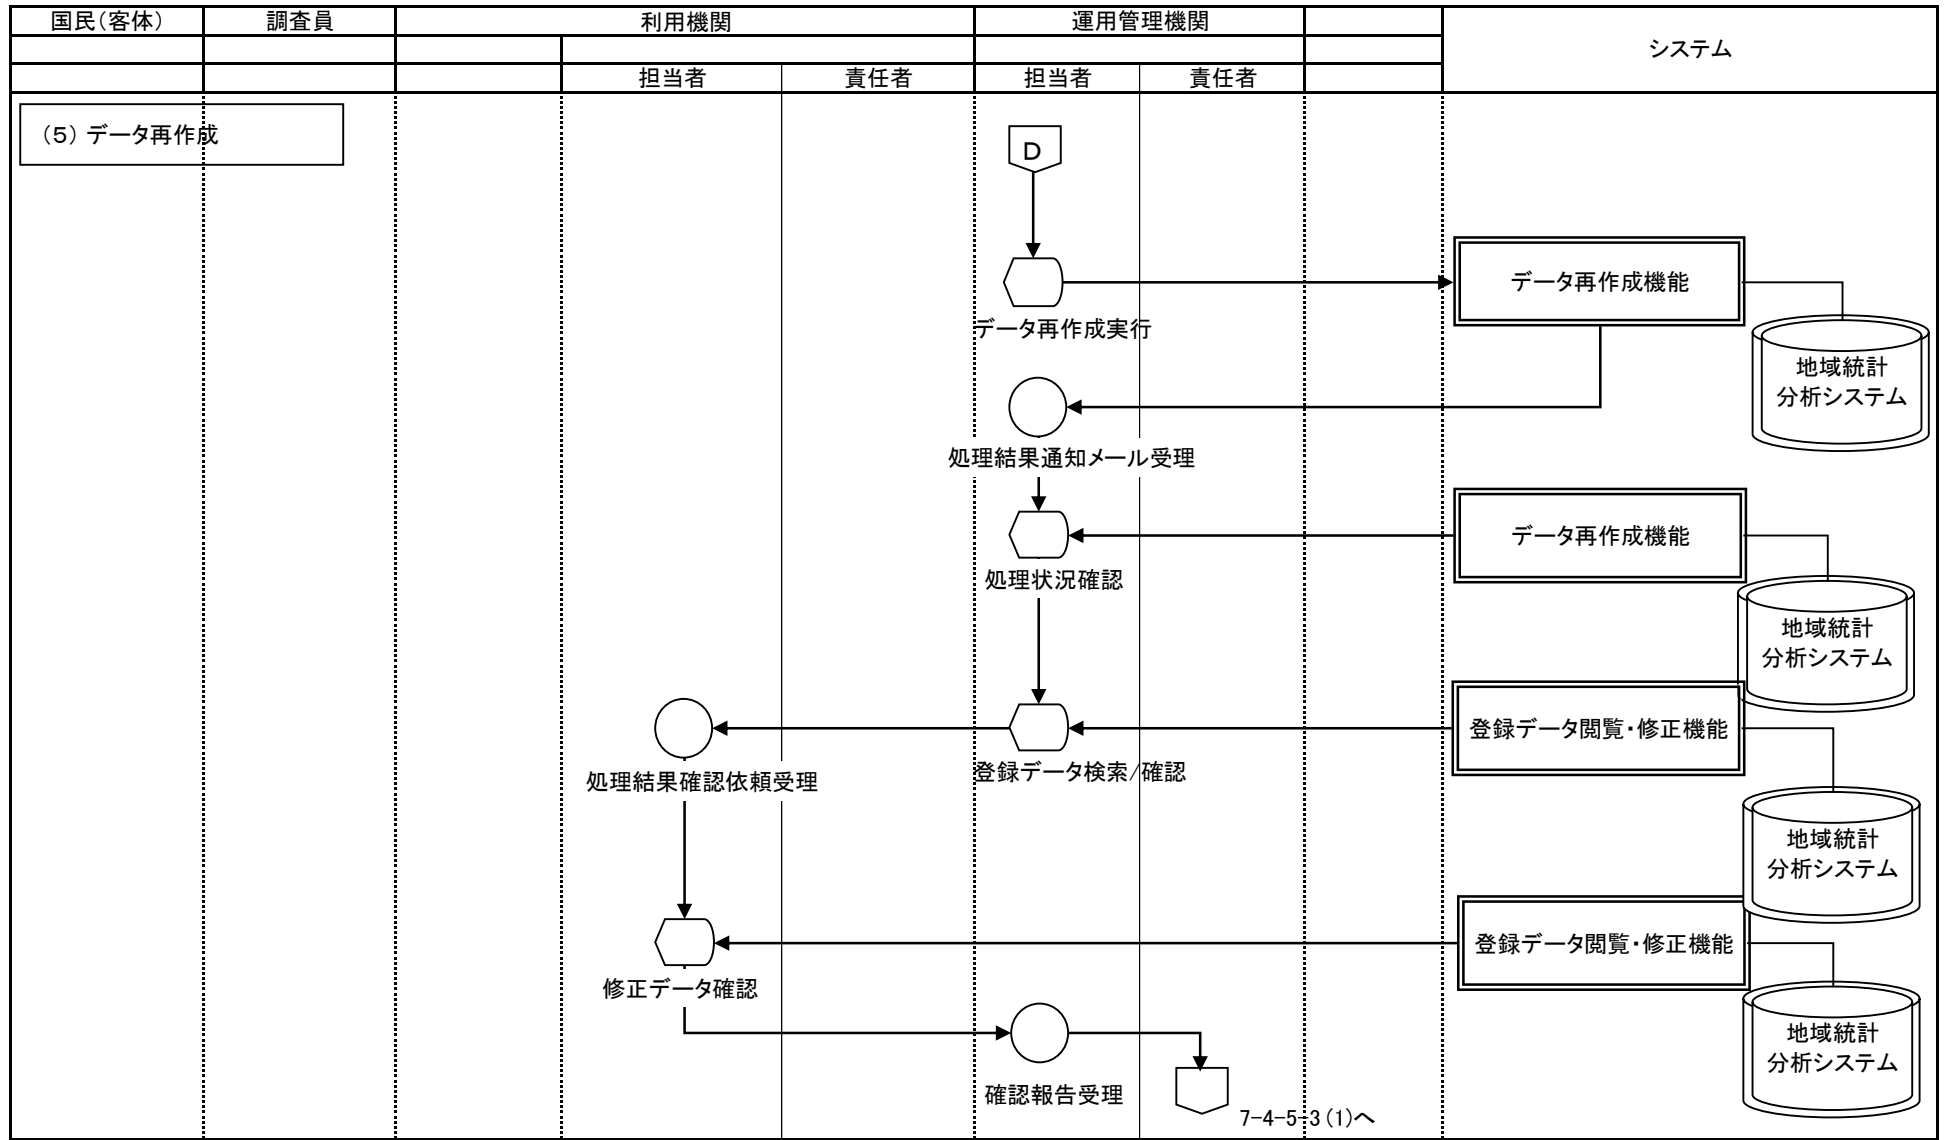 国民(客体)
調査員
利用機関
運用管理機関
システム
担当者
責任者
担当者
責任者
(5) データ再作成
D
データ再作成機能
データ再作成実行
地域統計
分析システム
処理結果通知メール受理
データ再作成機能
処理状況確認
地域統計
分析システム
登録データ閲覧・修正機能
登録データ検索/確認
処理結果確認依頼受理
地域統計
分析システム
登録データ閲覧・修正機能
修正データ確認
地域統計
分析システム
確認報告受理
7-4-5-3(1)へ